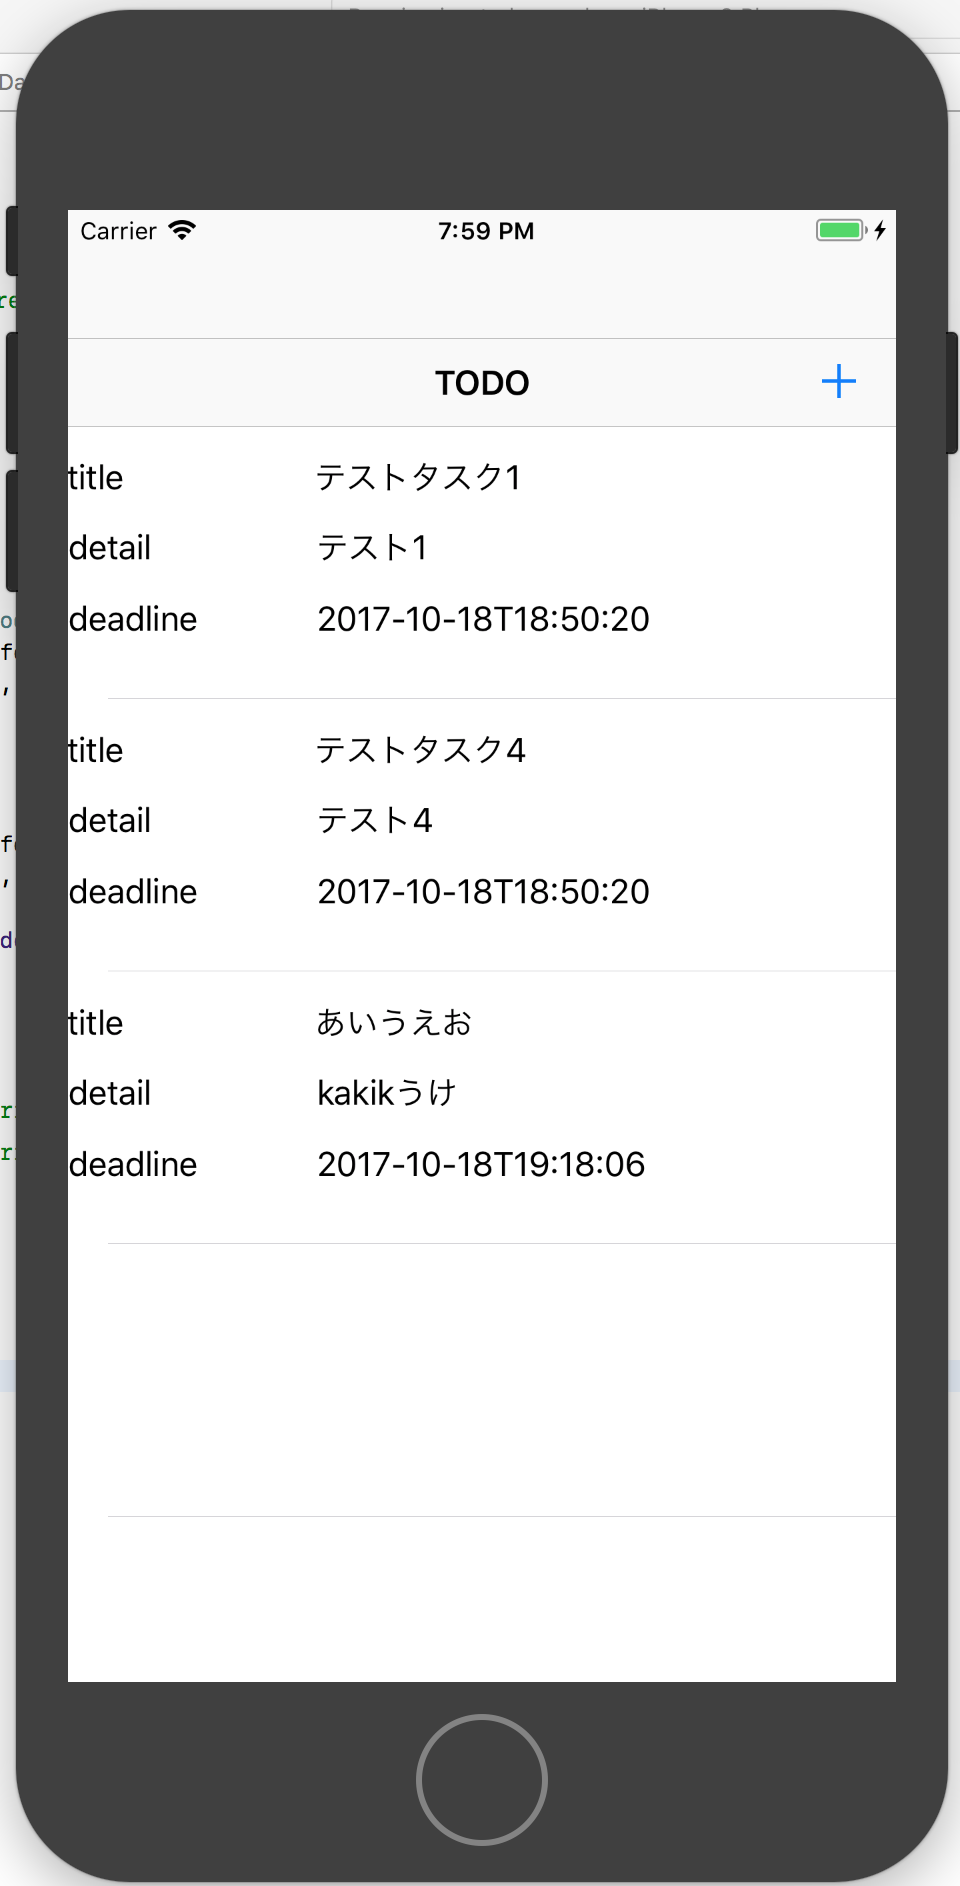 Carrier 7:59 PM
TODO
title テストタスク1
detail テスト1
deadline 2017-10-18T18:50:20
title テストタスク4
detail テスト4
deadline 2017-10-18T18:50:20
title あいうえお
detail kakikうけ
deadline 2017-10-18T19:18:06